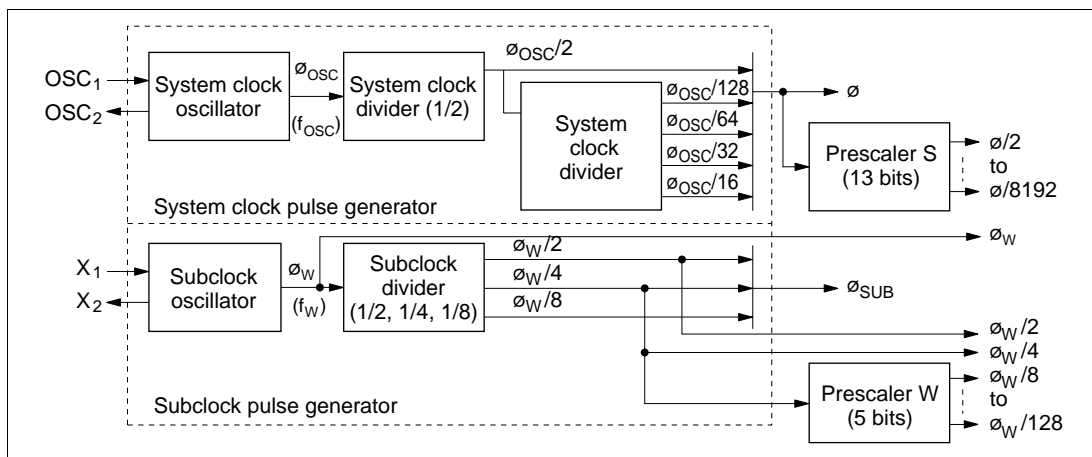 OSC1
OSC2
System clock
oscillator
øOSC
(fOSC)
System clock
divider (1/2)
øOSC/2
System
clock
divider
øOSC/128
øOSC/64
øOSC/32
øOSC/16
ø
Prescaler S
(13 bits)
ø/2
to
ø/8192
System clock pulse generator
X1
X2
Subclock
oscillator
øW
(fW)
Subclock
divider
(1/2, 1/4, 1/8)
øW/2
øW/4
øW/8
øW
øSUB
øW/2
øW/4
Prescaler W
(5 bits)
øW/8
to
øW/128
Subclock pulse generator